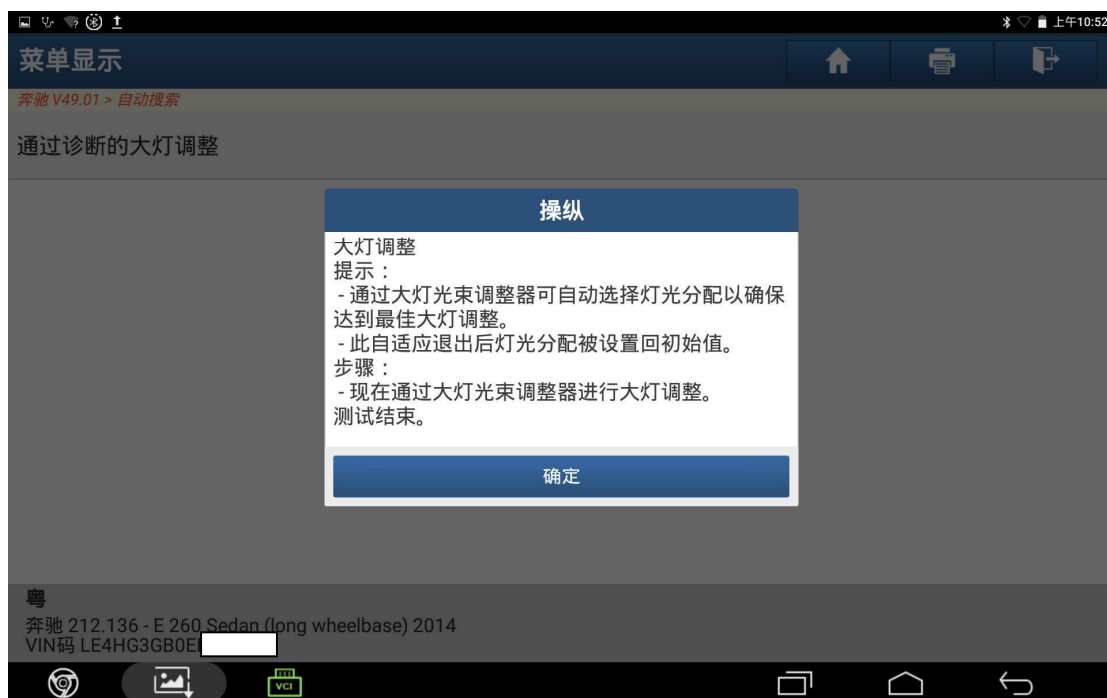 上午10:52
菜单显示
奔驰 V49.01 > 自动搜索
通过诊断的大灯调整
操纵
大灯调整
提示：
- 通过大灯光束调整器可自动选择灯光分配以确保
达到最佳大灯调整。
- 此自适应退出后灯光分配被设置回初始值。
步骤：
- 现在通过大灯光束调整器进行大灯调整。
测试结束。
确定
粤
奔驰 212.136 - E 260 Sedan (long wheelbase) 2014
VIN码 LE4HG3GB0E
VCI